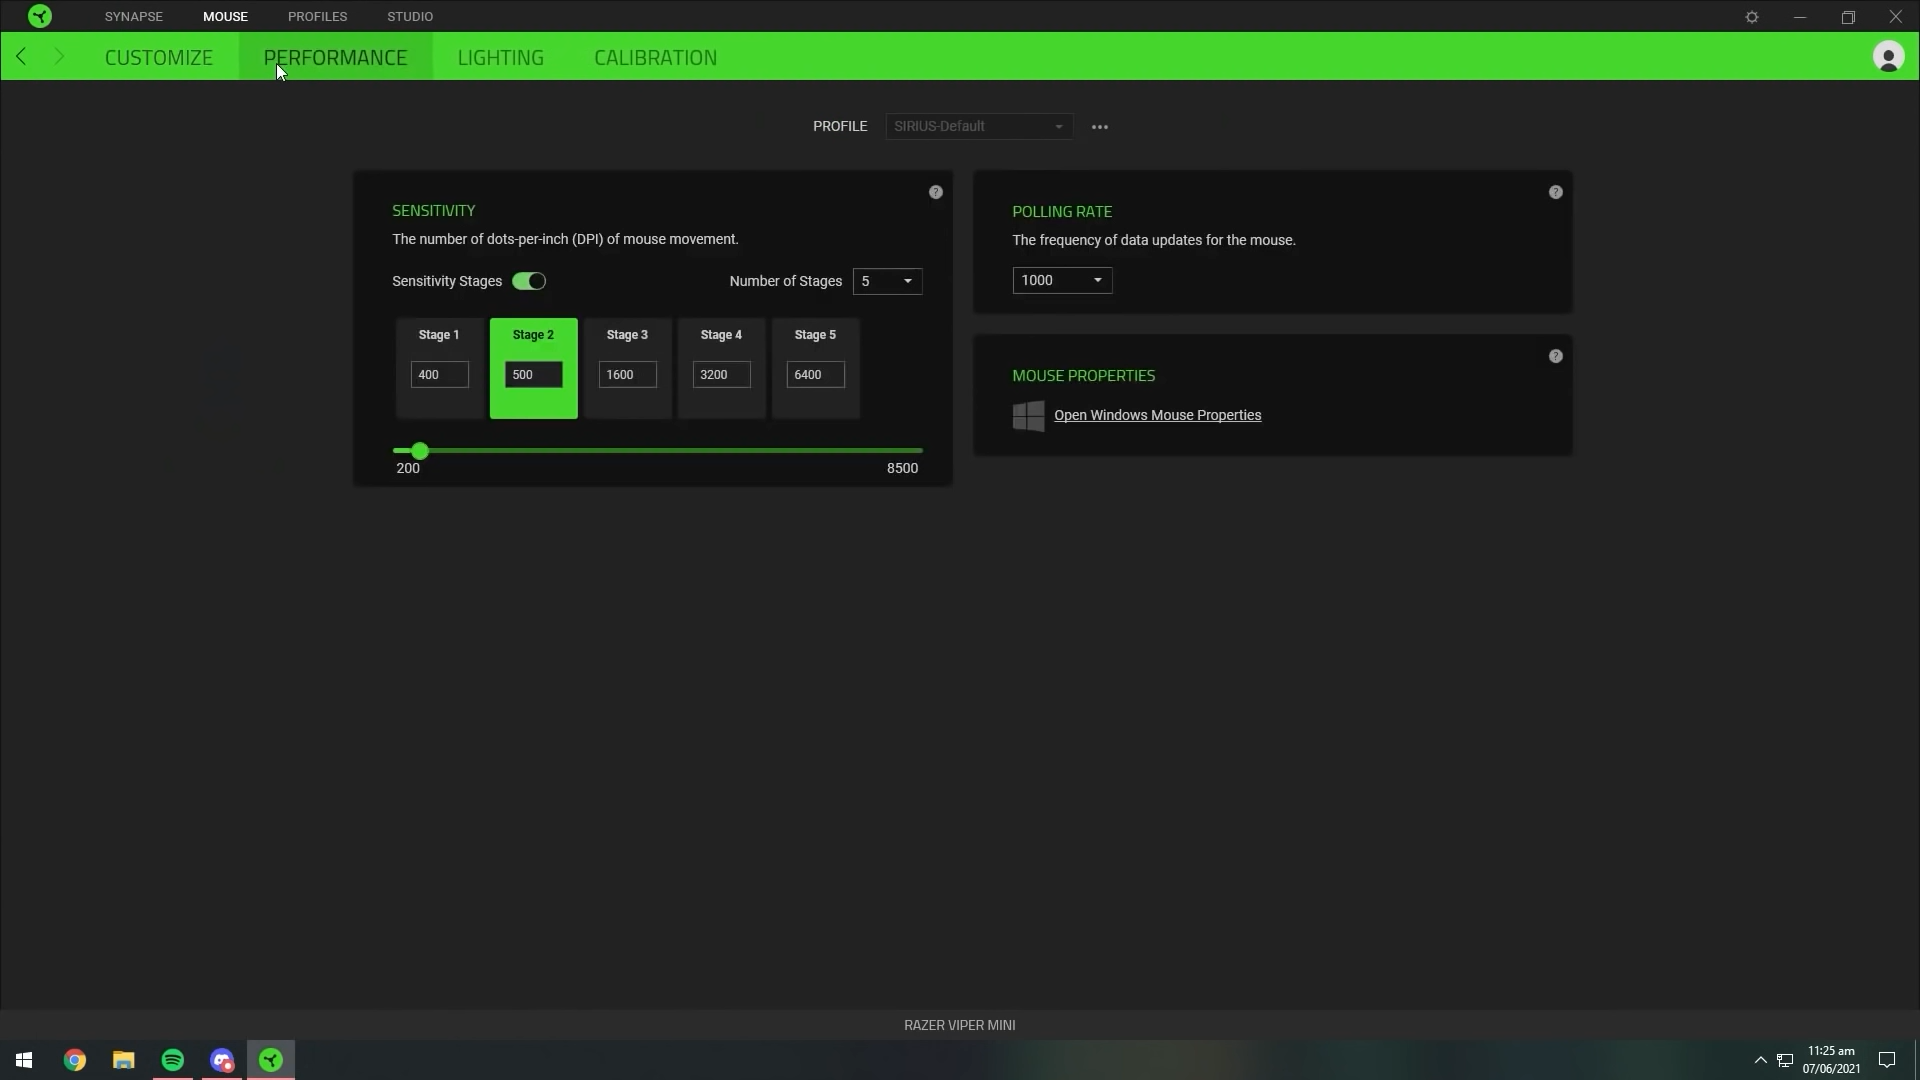 SYNAPSE MOUSE PROFILES STUDIO
CUSTOMIZE PERFORMANCE LIGHTING CALIBRATION
PROFILE SIRIUS-Default
SENSITIVITY
The number of dots-per-inch (DPI) of mouse movement.
Sensitivity Stages Number of Stages 5
Stage 1 Stage 2 Stage 3 Stage 4 Stage 5
400 500 1600 3200 6400
200 8500
POLLING RATE
The frequency of data updates for the mouse.
1000
MOUSE PROPERTIES
Open Windows Mouse Properties
RAZER VIPER MINI
11:25 am
07/06/2021